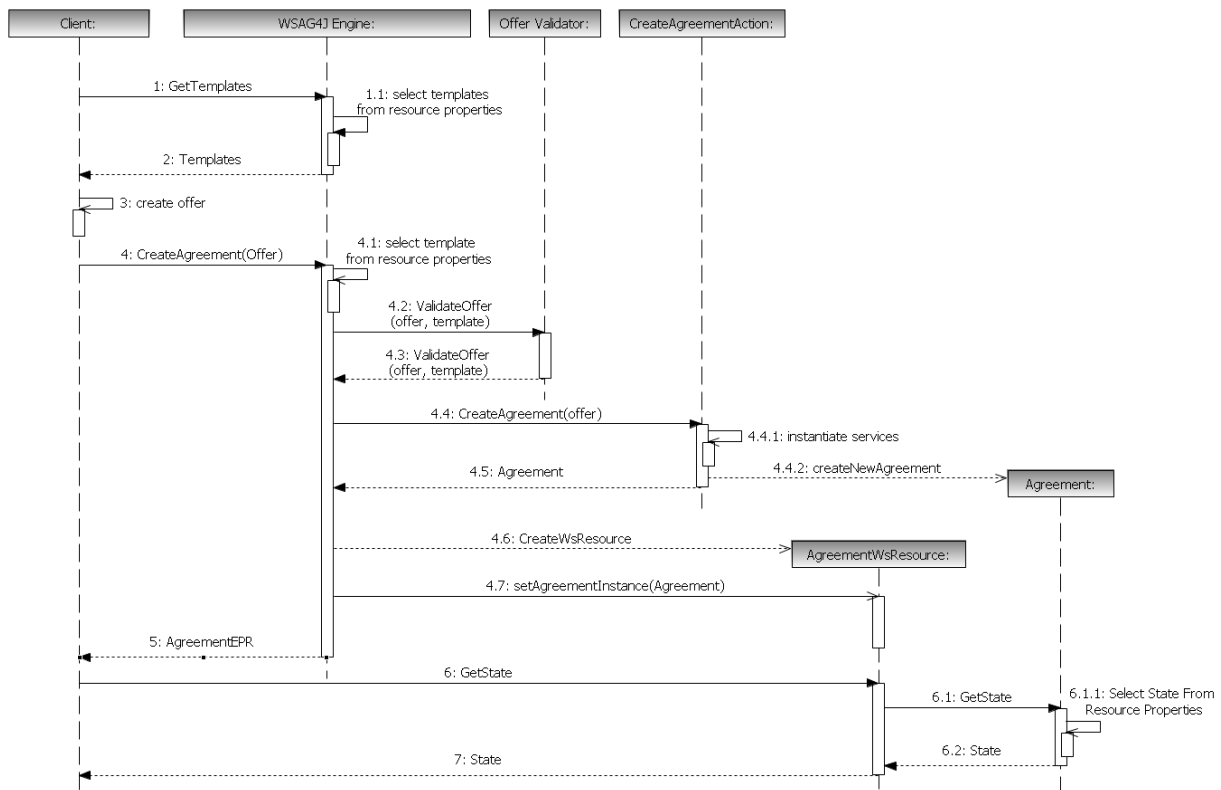 Client:
WSAG4J Engine:
Offer Validator:
CreateAgreementAction:
1: GetTemplates
1.1: select templates
from resource properties
2: Templates
3: create offer
4: CreateAgreement(Offer)
4.1: select template
from resource properties
4.2: ValidateOffer
(offer, template)
4.3: ValidateOffer
(offer, template)
4.4: CreateAgreement(offer)
4.4.1: instantiate services
4.5: Agreement
4.4.2: createNewAgreement
Agreement:
4.6: CreateWsResource
AgreementWsResource:
4.7: setAgreementInstance(Agreement)
5: AgreementEPR
6: GetState
6.1: GetState
6.1.1: Select State From
Resource Properties
6.2: State
7: State